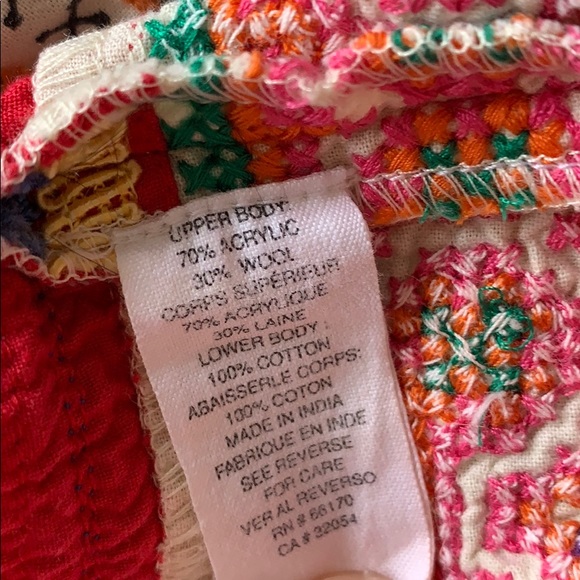 UPPER BODY:
70% ACRYLIC
30% WOOL
CORPS SUPÉRIEUR
70% ACRYLIQUE
30% LAINE
LOWER BODY :
100% COTTON
ABAISSERLE CORPS:
100% COTON
MADE IN INDIA
FABRIQUE EN INDE
SEE REVERSE
FOR CARE
VER AL REVERSO
RN # 66170
CA # 32054